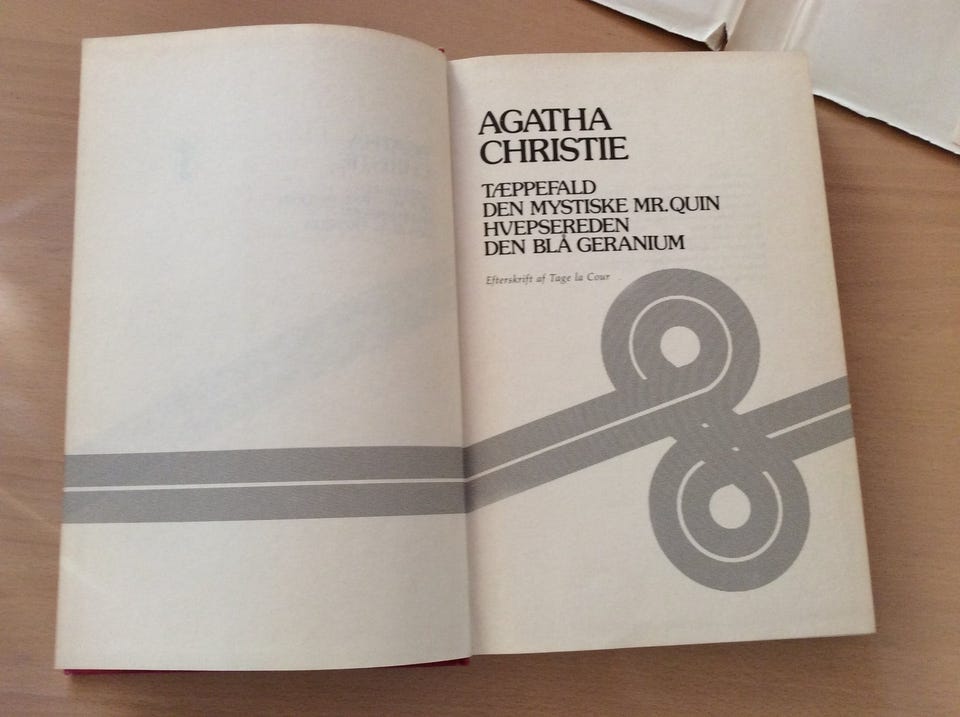 AGATHA
CHRISTIE
TÆPPEFALD
DEN MYSTISKE MR. QUIN
HVEPSEREDEN
DEN BLÅ GERANIUM
Efterskrift af Tage la Cour